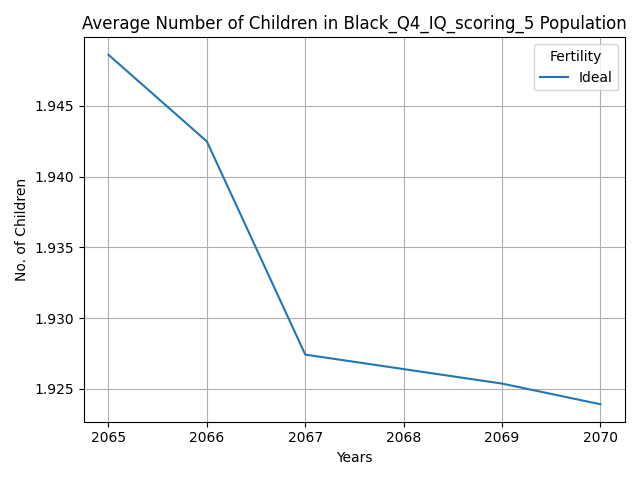 Average Number of Children in Black_Q4_IQ_scoring_5 Population
Fertility
Ideal
1.945
1.940
1.935
1.930
1.925
No. of Children
2065 2066 2067 2068 2069 2070
Years